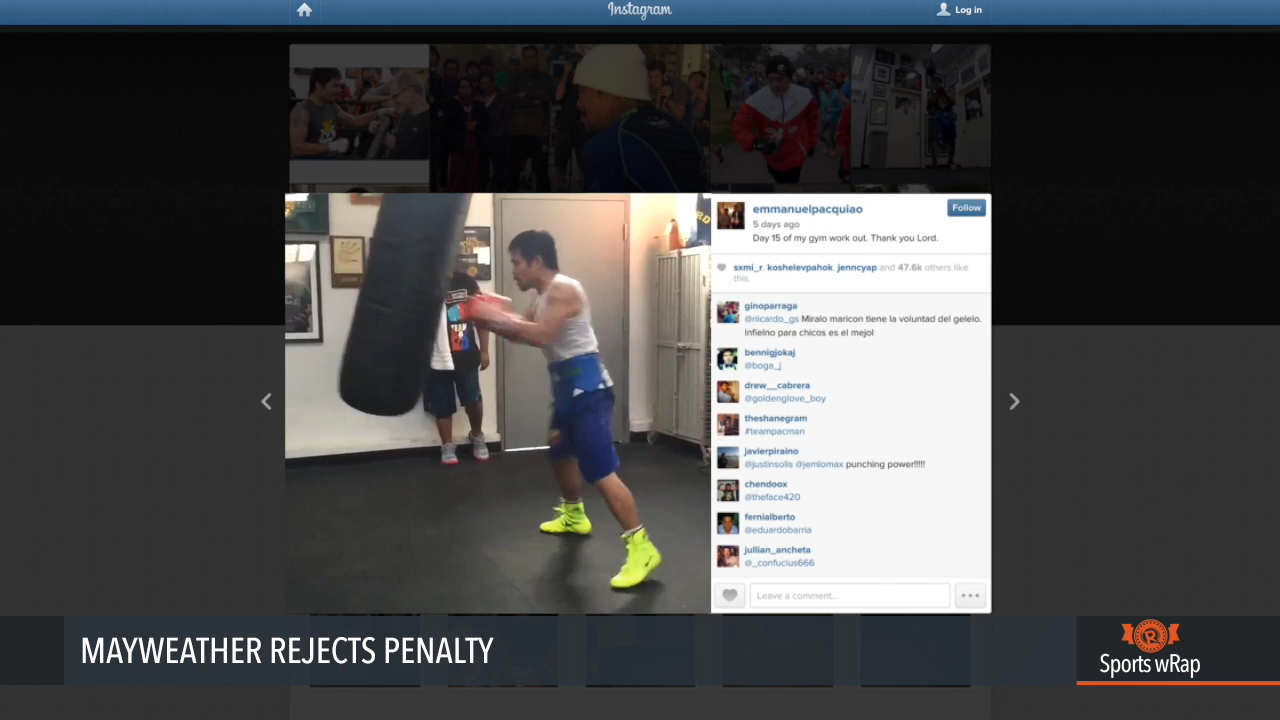 Instagram
Log in
emmanuelpacquiao
Follow
5 days ago
Day 15 of my gym work out. Thank you Lord.
sxmi_r, koshelevpahok, jenncyap and 47.6k others like
this.
ginoparraga
@riicardo_gs Miralo maricon tiene la voluntad del geleio.
Infielno para chicos es el mejol
bennigjokaj
@boga_j
drew__cabrera
@goldenglove_boy
theshanegram
#teampacman
javierpiraino
@justinsolis @jemlomax punching power!!!!!
chendoox
@theface420
fernialberto
@eduardobarria
jullian_ancheta
@_confucius666
Leave a comment...
TEAM
MAYWEATHER REJECTS PENALTY
R
Sports wRap